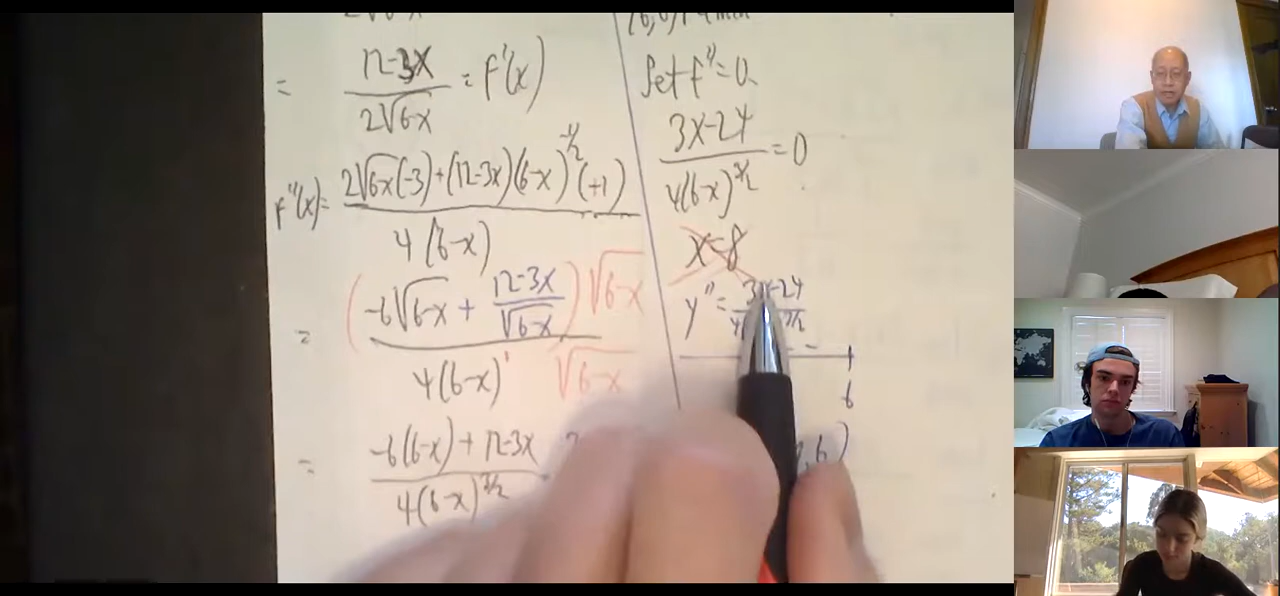 = 12-3x / 2√6-x = f'(x)
f''(x) = 2√6-x (-3) + (12-3x)(6-x)^-1/2 (+1) / 4(6-x)
= (-6√6-x + 12-3x / √6-x) √6-x / 4(6-x)^1 √6-x
= -6(6-x) + 12-3x / 4(6-x)^3/2
Set f''=0.
3x-24 / 4(6-x)^3/2 = 0
x=8
y'' =
-
6
, 6)